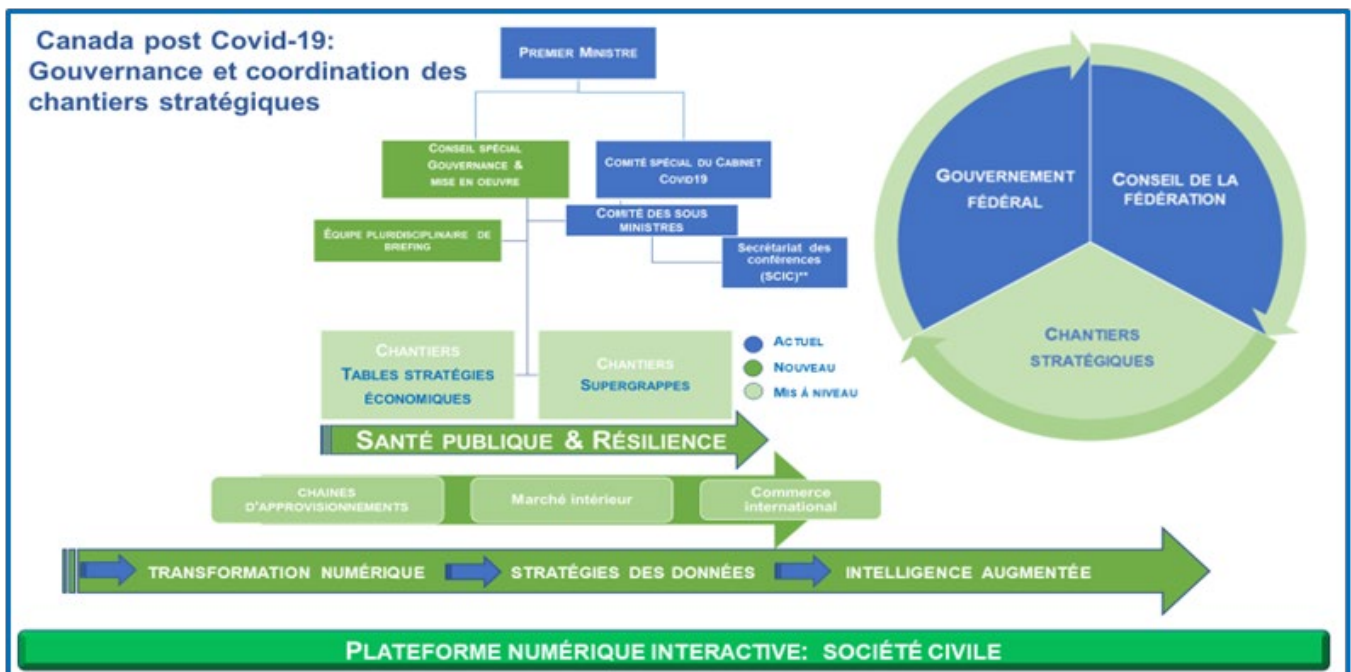 Canada post Covid-19:
Gouvernance et coordination des
chantiers stratégiques
PREMIER MINISTRE
CONSEIL SPÉCIAL
GOUVERNANCE &
MISE EN OEUVRE
COMITÉ SPÉCIAL DU CABINET
COVID19
COMITÉ DES SOUS
MINISTRES
ÉQUIPE PLURIDISCIPLINAIRE DE
BRIEFING
Secrétariat des
conférences
(SCIC)**
CHANTIERS
TABLES STRATÉGIES
ÉCONOMIQUES
CHANTIERS
SUPERGRAPPES
ACTUEL
NOUVEAU
MIS À NIVEAU
GOUVERNEMENT
FÉDÉRAL
CONSEIL DE LA
FÉDÉRATION
CHANTIERS
STRATÉGIQUES
SANTÉ PUBLIQUE & RÉSILIENCE
CHAINES
D'APPROVISIONNEMENTS
Marché intérieur
Commerce
international
TRANSFORMATION NUMÉRIQUE
STRATÉGIES DES DONNÉES
INTELLIGENCE AUGMENTÉE
PLATEFORME NUMÉRIQUE INTERACTIVE: SOCIÉTÉ CIVILE